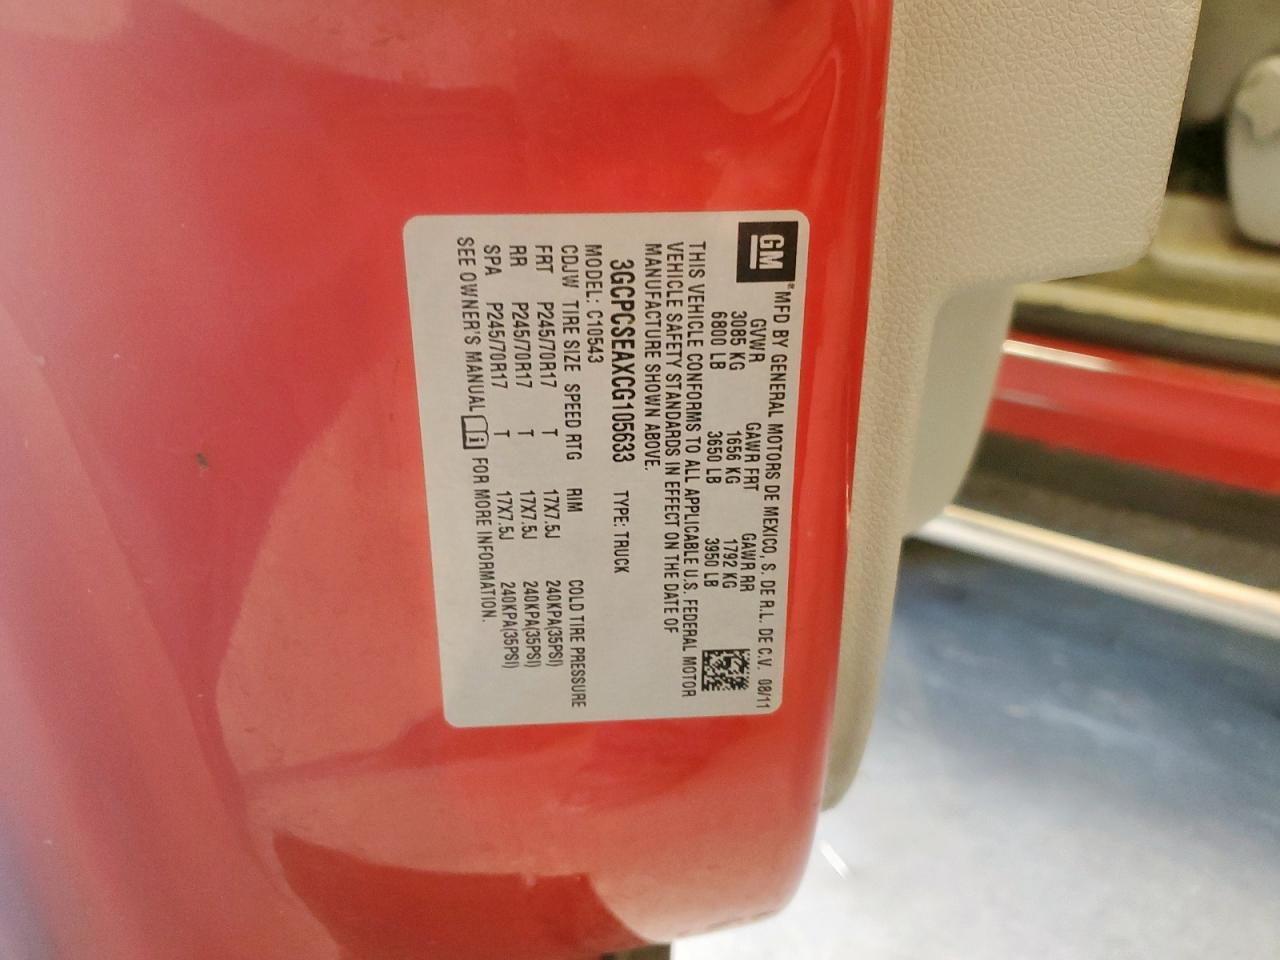 GM ® MFD BY GENERAL MOTORS DE MEXICO, S. DE R.L. DE C.V. 08/11
GVWR GAWR FRT GAWR RR
3085 KG 1656 KG 1792 KG
6800 LB 3650 LB 3950 LB
THIS VEHICLE CONFORMS TO ALL APPLICABLE U.S. FEDERAL MOTOR
VEHICLE SAFETY STANDARDS IN EFFECT ON THE DATE OF
MANUFACTURE SHOWN ABOVE.
3GCPCSEAXCG105633 TYPE: TRUCK
MODEL: C10543
CDJW TIRE SIZE SPEED RTG RIM COLD TIRE PRESSURE
FRT P245/70R17 T 17X7.5J 240KPA(35PSI)
RR P245/70R17 T 17X7.5J 240KPA(35PSI)
SPA P245/70R17 T 17X7.5J 240KPA(35PSI)
SEE OWNER'S MANUAL i FOR MORE INFORMATION.